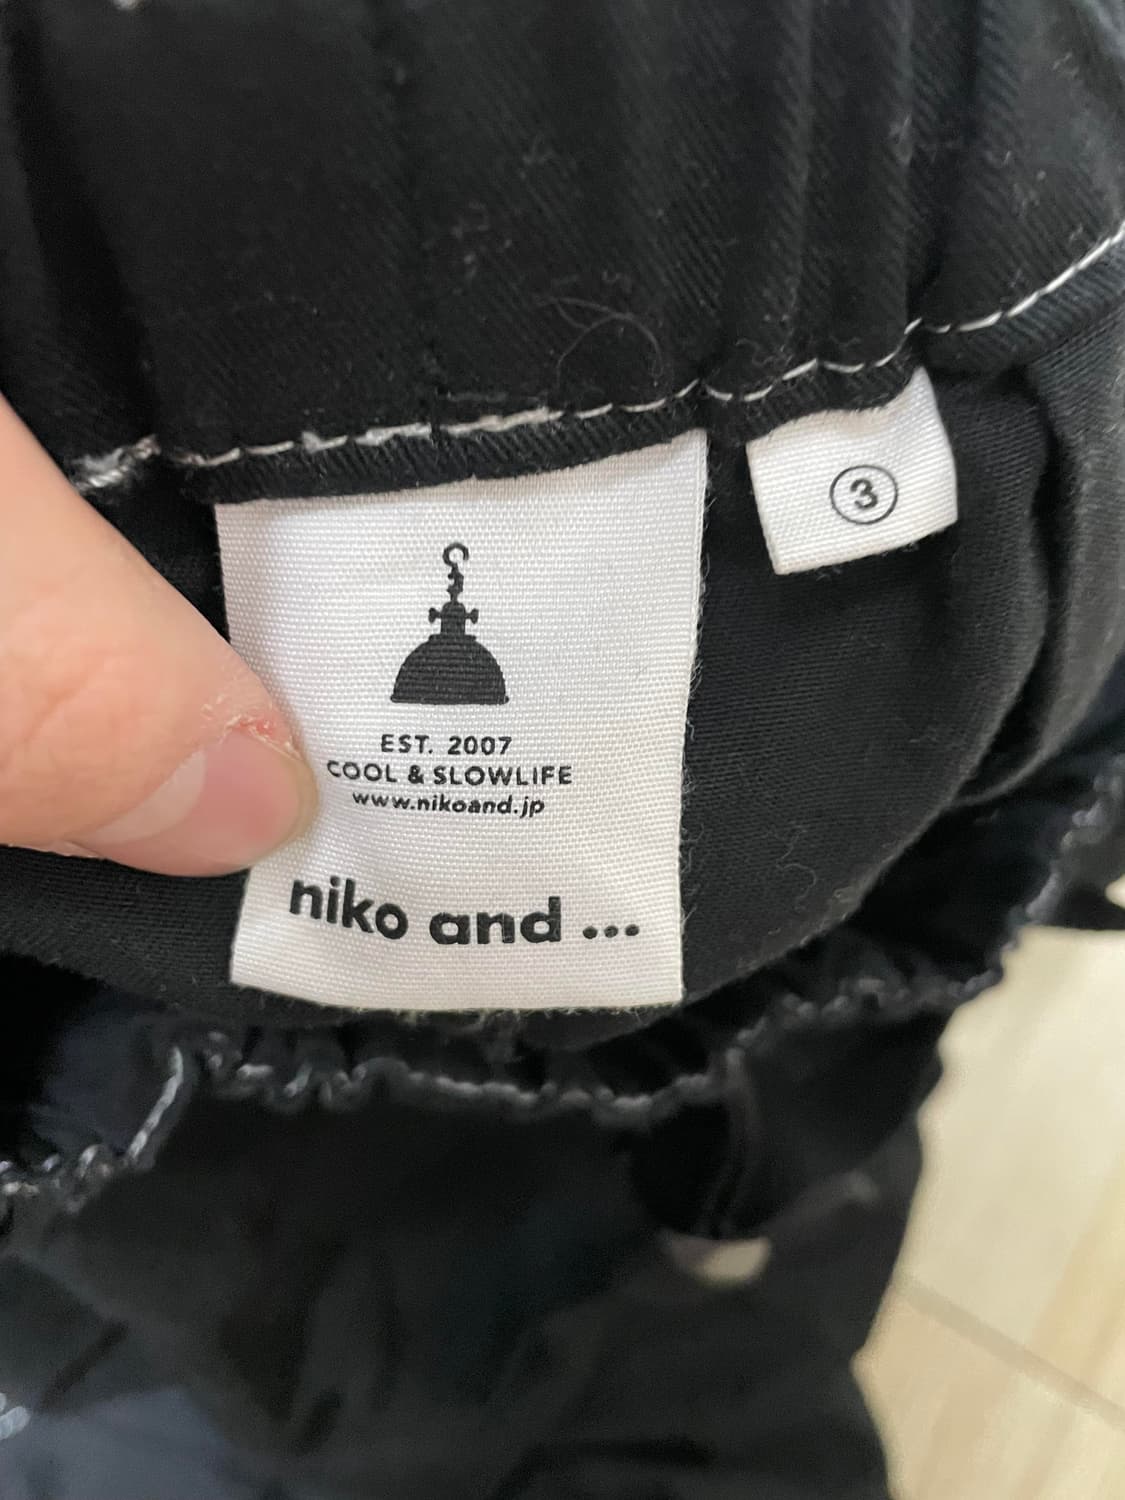 ③
EST. 2007
COOL & SLOWLIFE
www.nikoand.jp
niko and ...